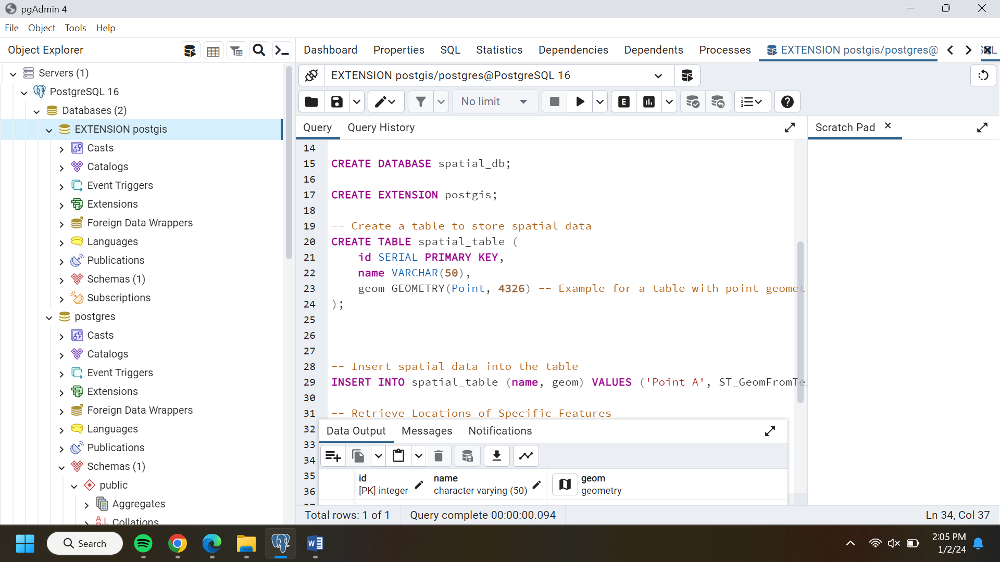 pgAdmin 4
File Object Tools Help
Object Explorer
Dashboard Properties SQL Statistics Dependencies Dependents Processes EXTENSION postgis/postgres@
Servers (1)
PostgreSQL 16
Databases (2)
EXTENSION postgis
Casts
Catalogs
Event Triggers
Extensions
Foreign Data Wrappers
Languages
Publications
Schemas (1)
Subscriptions
postgres
Casts
Catalogs
Event Triggers
Extensions
Foreign Data Wrappers
Languages
Publications
Schemas (1)
public
Aggregates
Collations
EXTENSION postgis/postgres@PostgreSQL 16
No limit E
Query Query History
Scratch Pad
14
15 CREATE DATABASE spatial_db;
16
17 CREATE EXTENSION postgis;
18
19 -- Create a table to store spatial data
20 CREATE TABLE spatial_table (
21 id SERIAL PRIMARY KEY,
22 name VARCHAR(50),
23 geom GEOMETRY(Point, 4326) -- Example for a table with point geomet
24 );
25
26
27
28 -- Insert spatial data into the table
29 INSERT INTO spatial_table (name, geom) VALUES ('Point A', ST_GeomFromTe
30
31 -- Retrieve Locations of Specific Features
32
33
34
35
36
Data Output Messages Notifications
id
[PK] integer
name
character varying (50)
geom
geometry
Total rows: 1 of 1 Query complete 00:00:00.094 Ln 34, Col 37
Search
2:05 PM
1/2/24